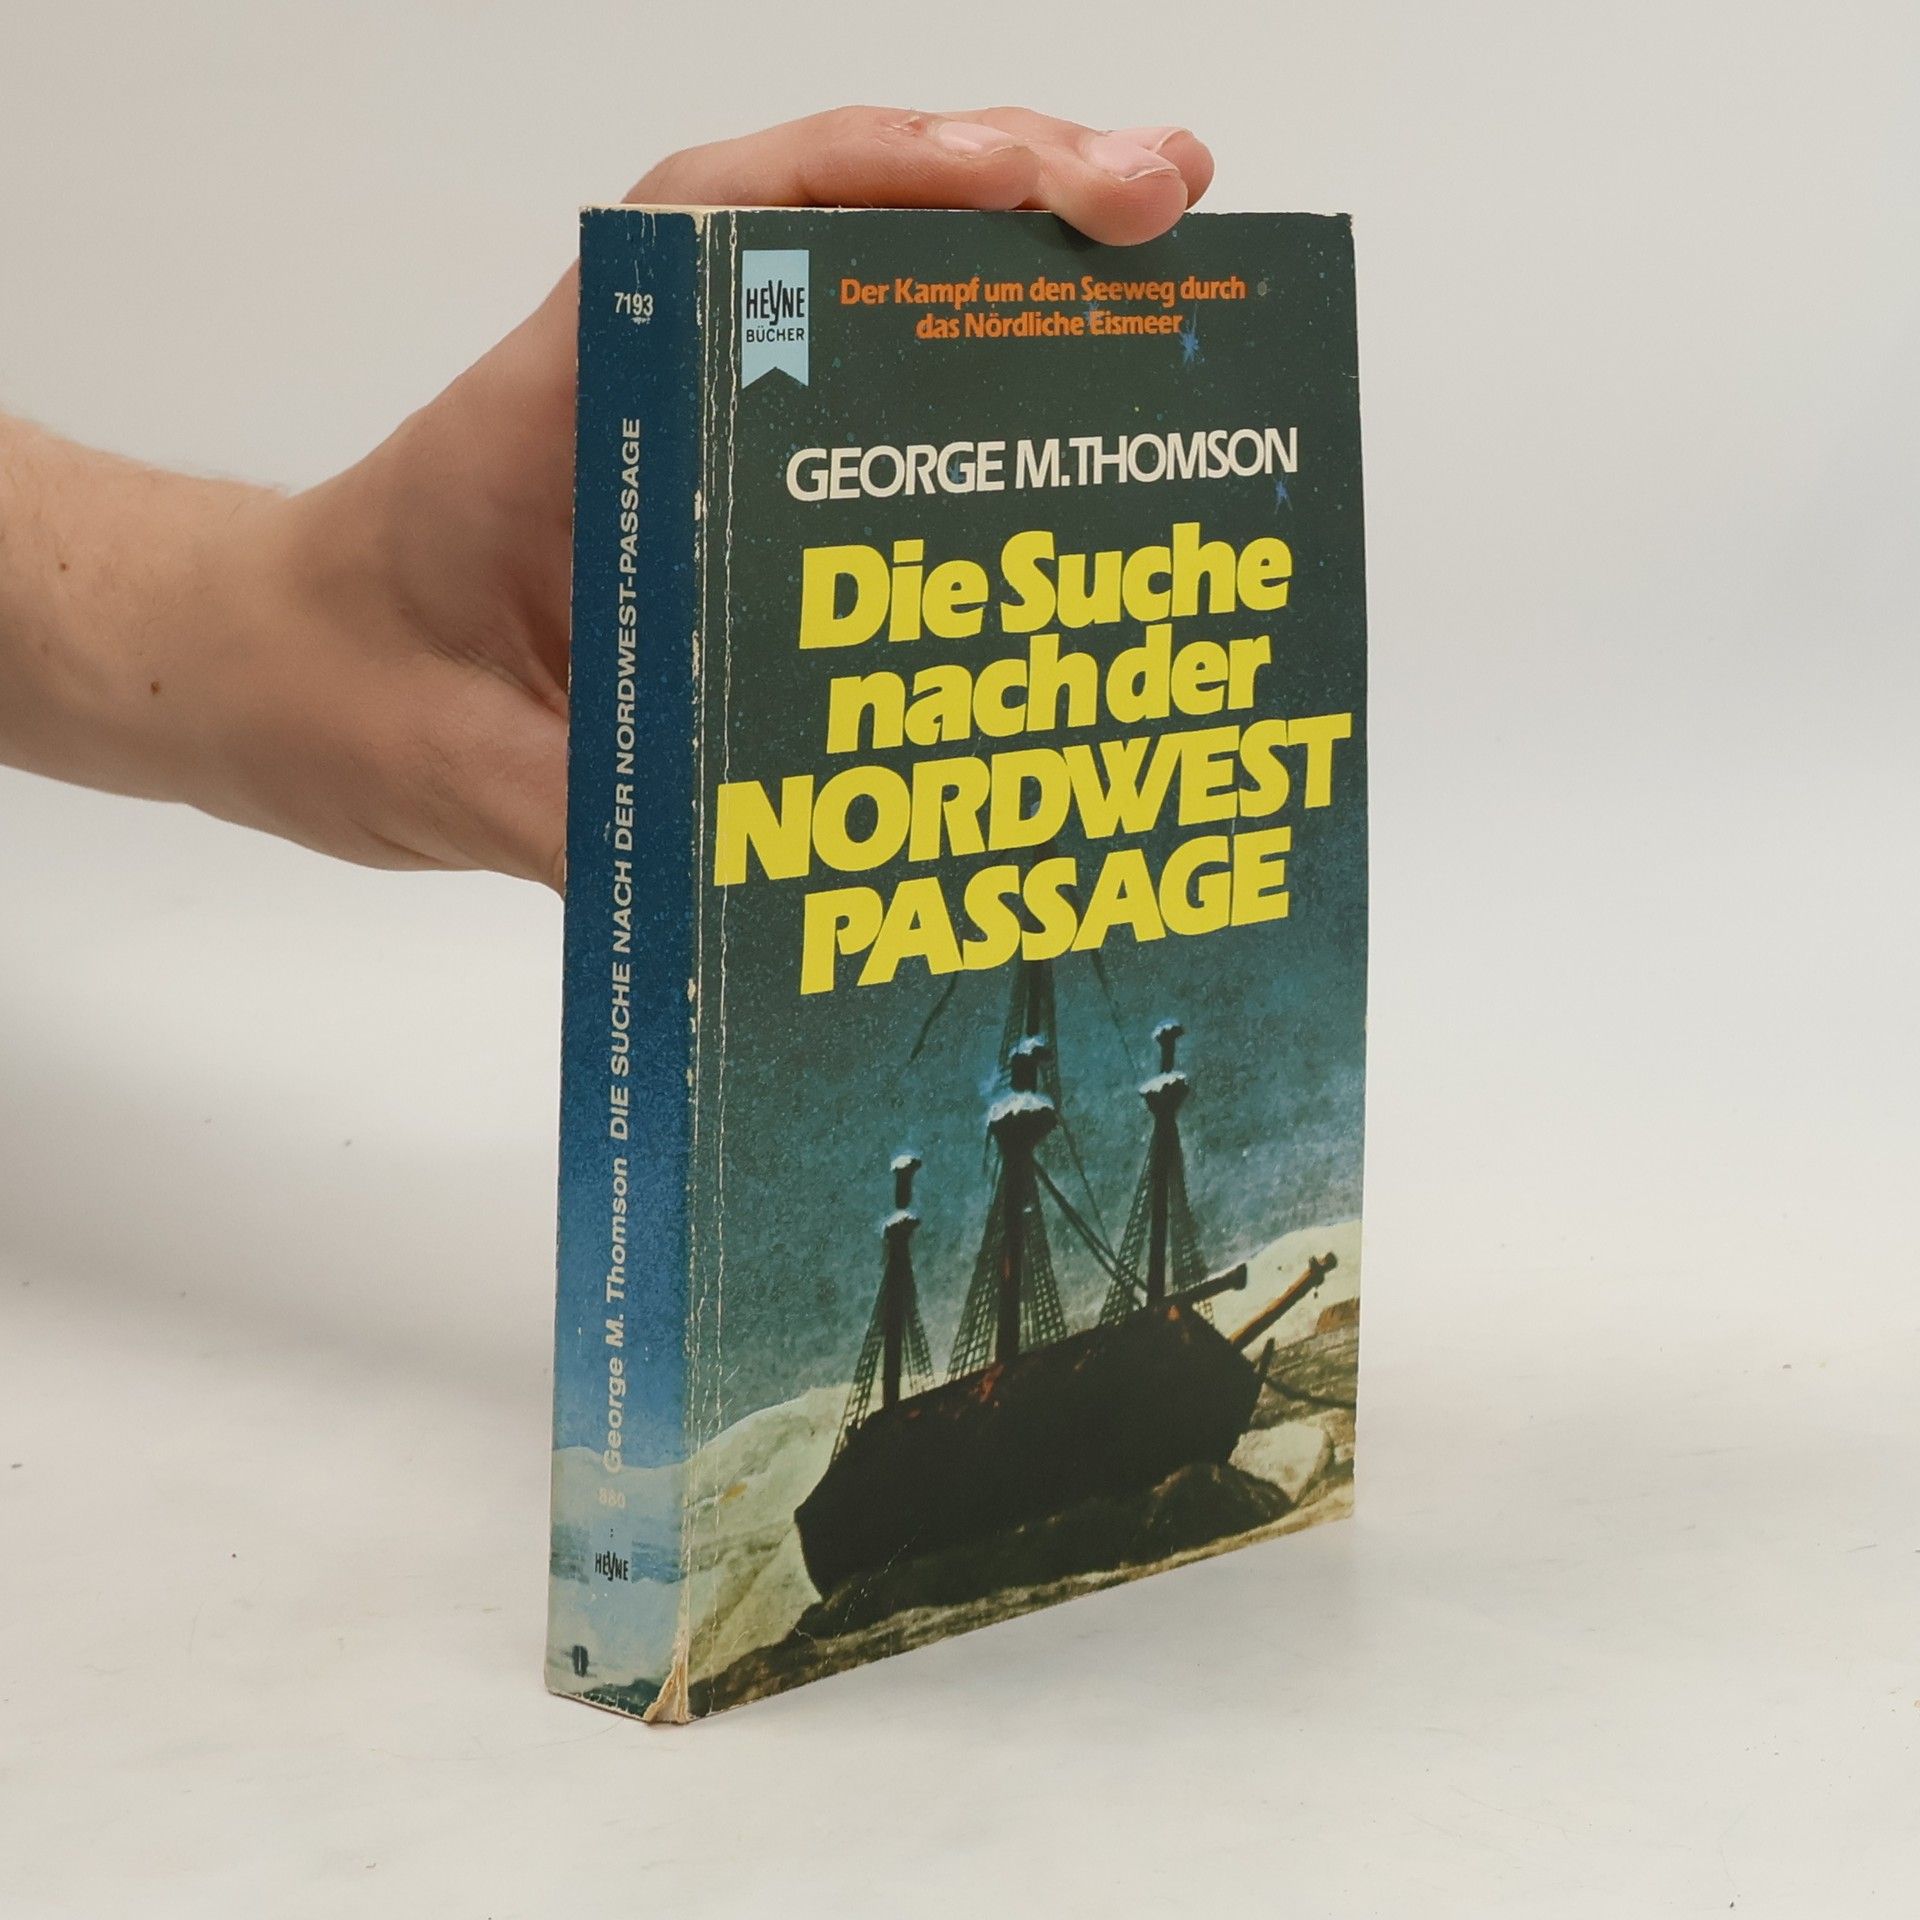 7193
George M. Thomson DIE SUCHE NACH DER NORDWEST-PASSAGE
880
HEYNE
HEYNE
BÜCHER
Der Kampf um den Seeweg durch
das Nördliche Eismeer
GEORGE M. THOMSON
Die Suche
nach der
NORDWEST
PASSAGE